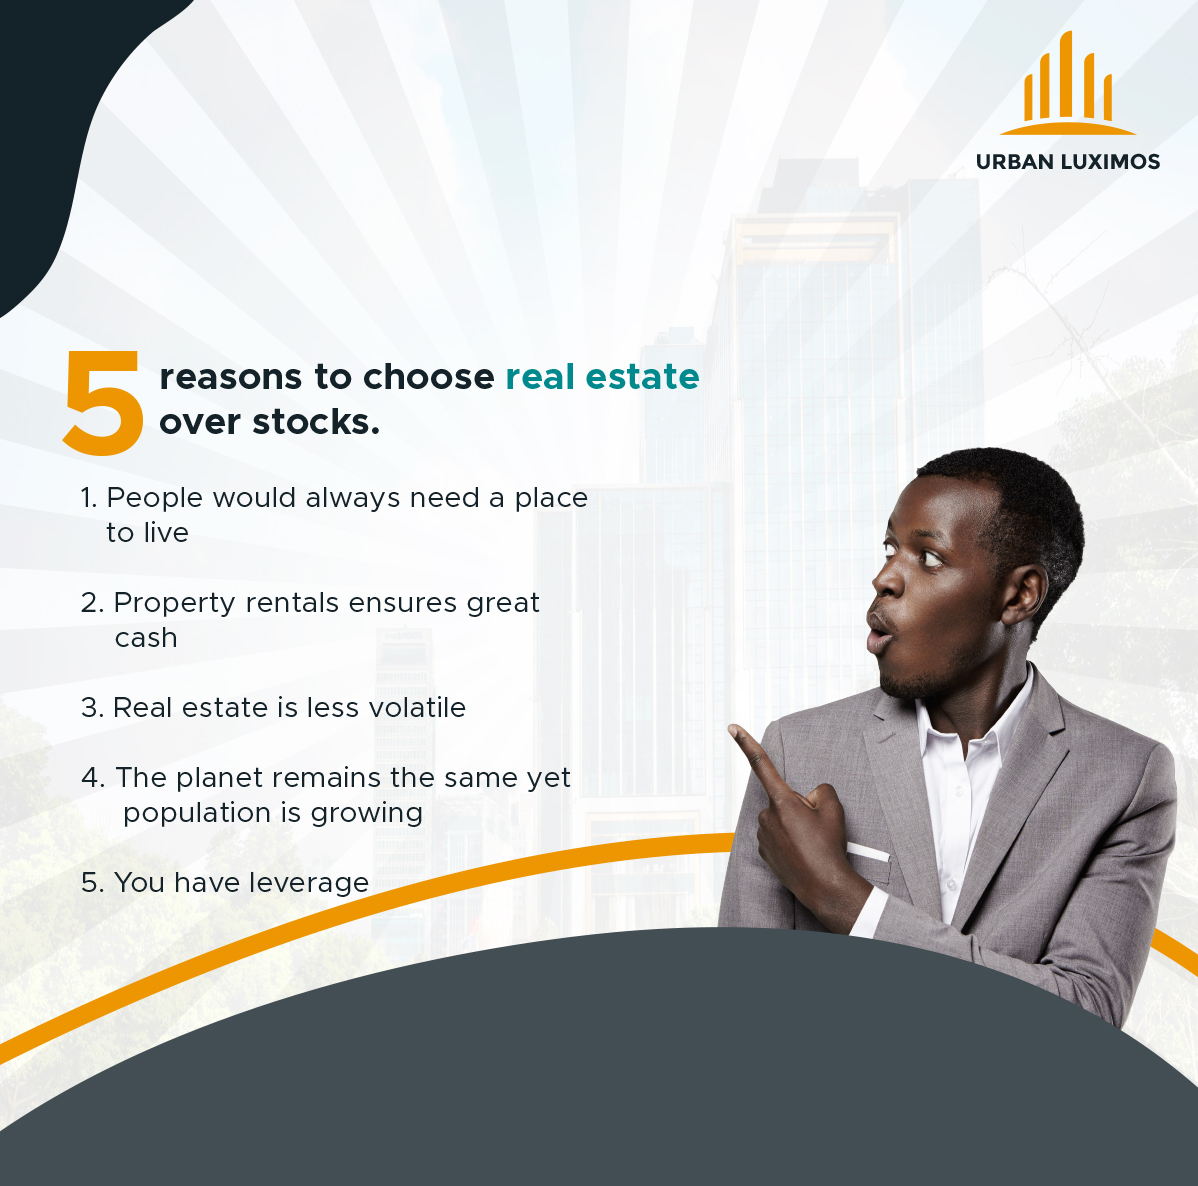 URBAN LUXIMOS
5 reasons to choose real estate
over stocks.
1. People would always need a place
to live
2. Property rentals ensures great
cash
3. Real estate is less volatile
4. The planet remains the same yet
population is growing
5. You have leverage